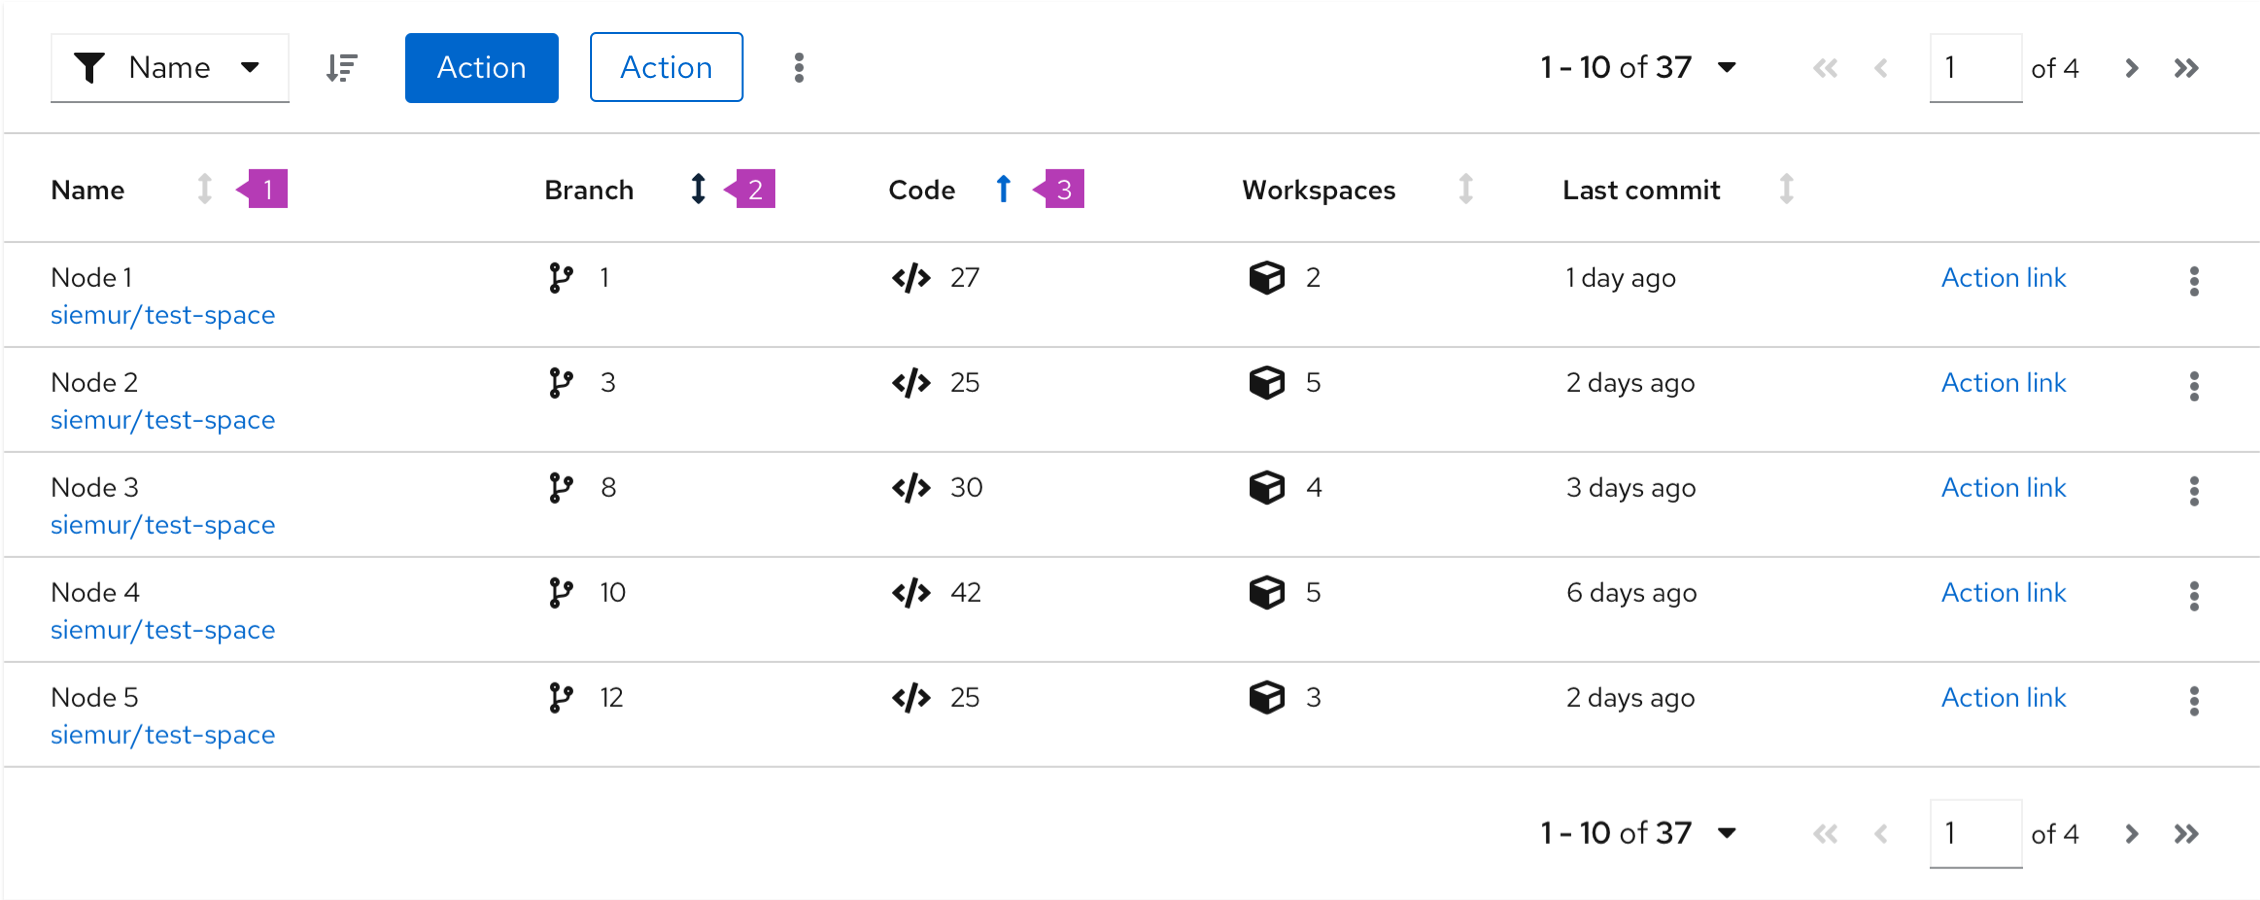 Name Action Action 1 - 10 of 37 1 of 4
Name 1 Branch 2 Code 3 Workspaces Last commit
Node 1 1 27 2 1 day ago Action link
siemur/test-space
Node 2 3 25 5 2 days ago Action link
siemur/test-space
Node 3 8 30 4 3 days ago Action link
siemur/test-space
Node 4 10 42 5 6 days ago Action link
siemur/test-space
Node 5 12 25 3 2 days ago Action link
siemur/test-space
1 - 10 of 37 1 of 4